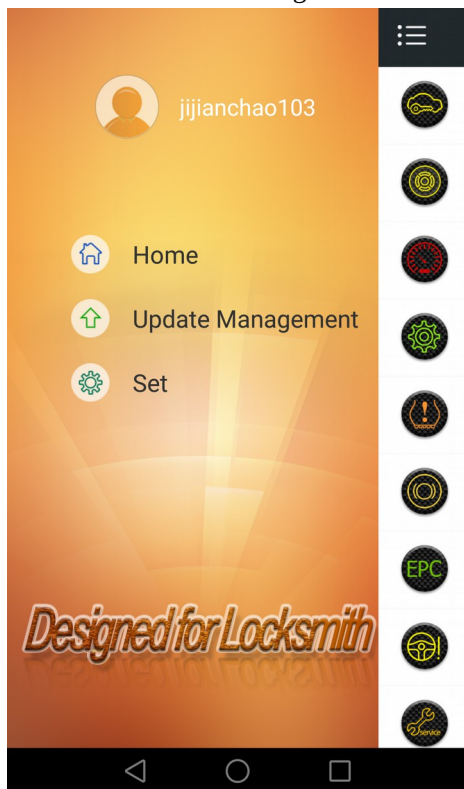 jijianchao103
Home
Update Management
Set
Designed for Locksmith
EPC
service